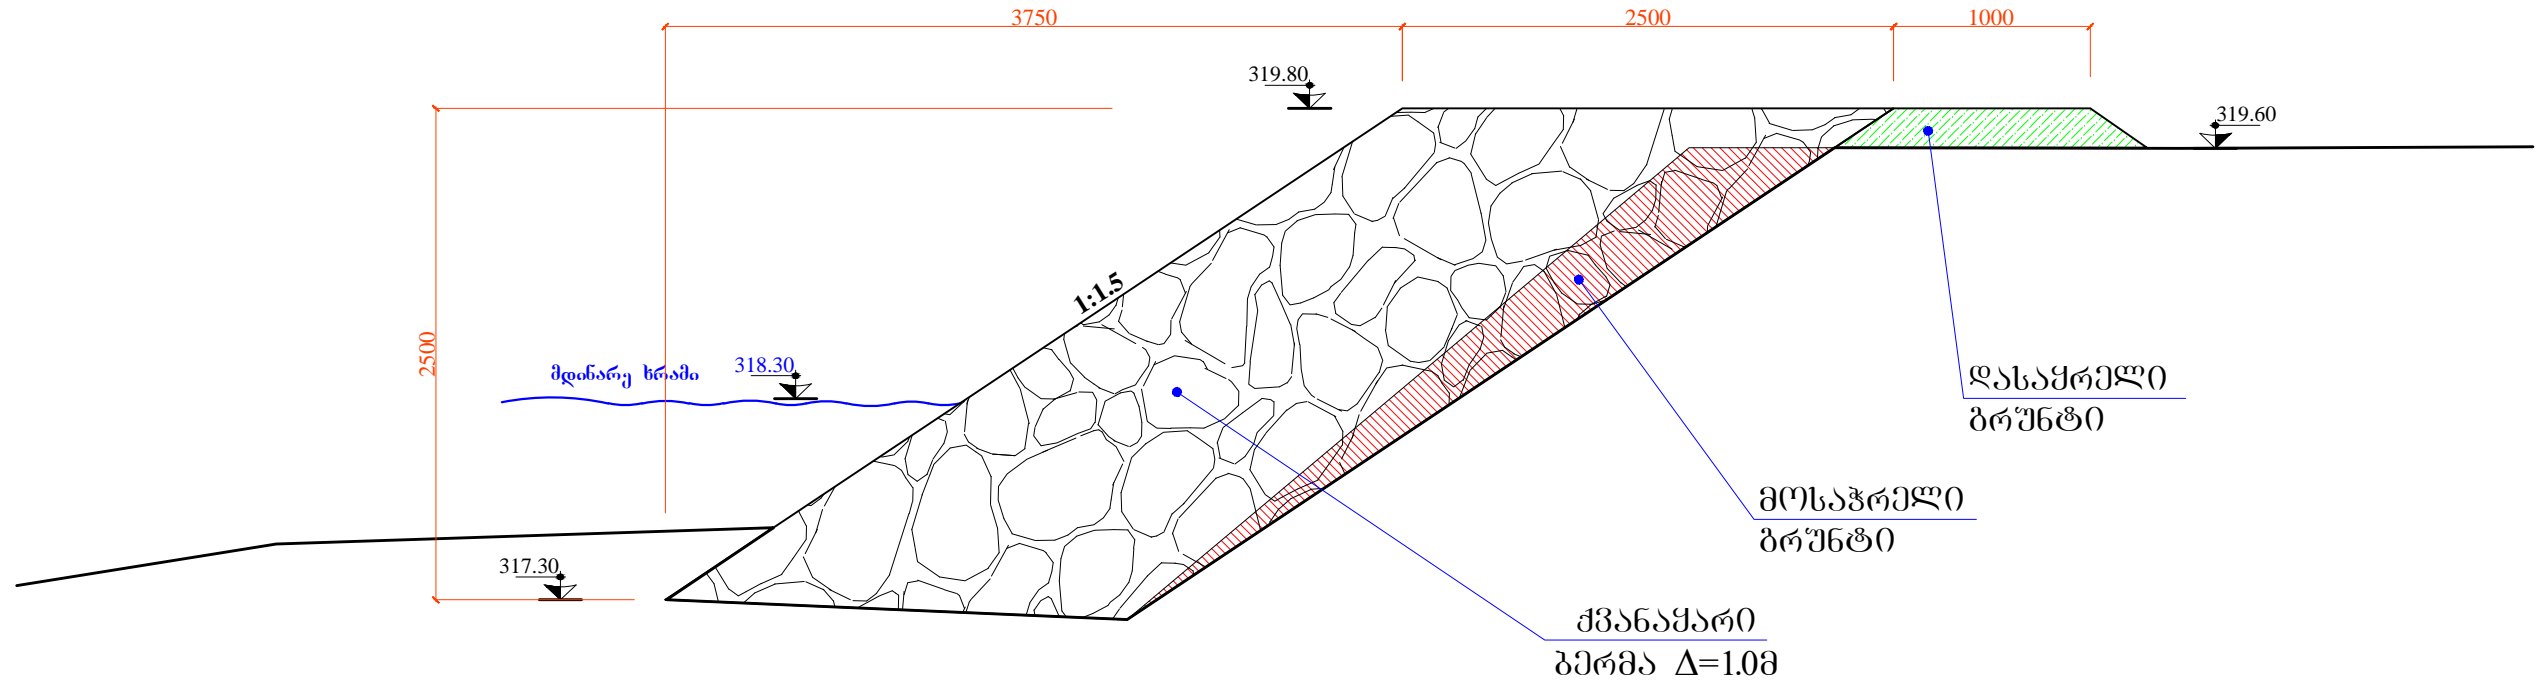 3750
2500
1000
319.80
319.60
1:1.5
2500
მდინარე ხრამი
318.30
დასაყრელი
გრუნტი
მოსაჭრელი
გრუნტი
317.30
ქვანაყარი
ბერმა Δ=1.0მ